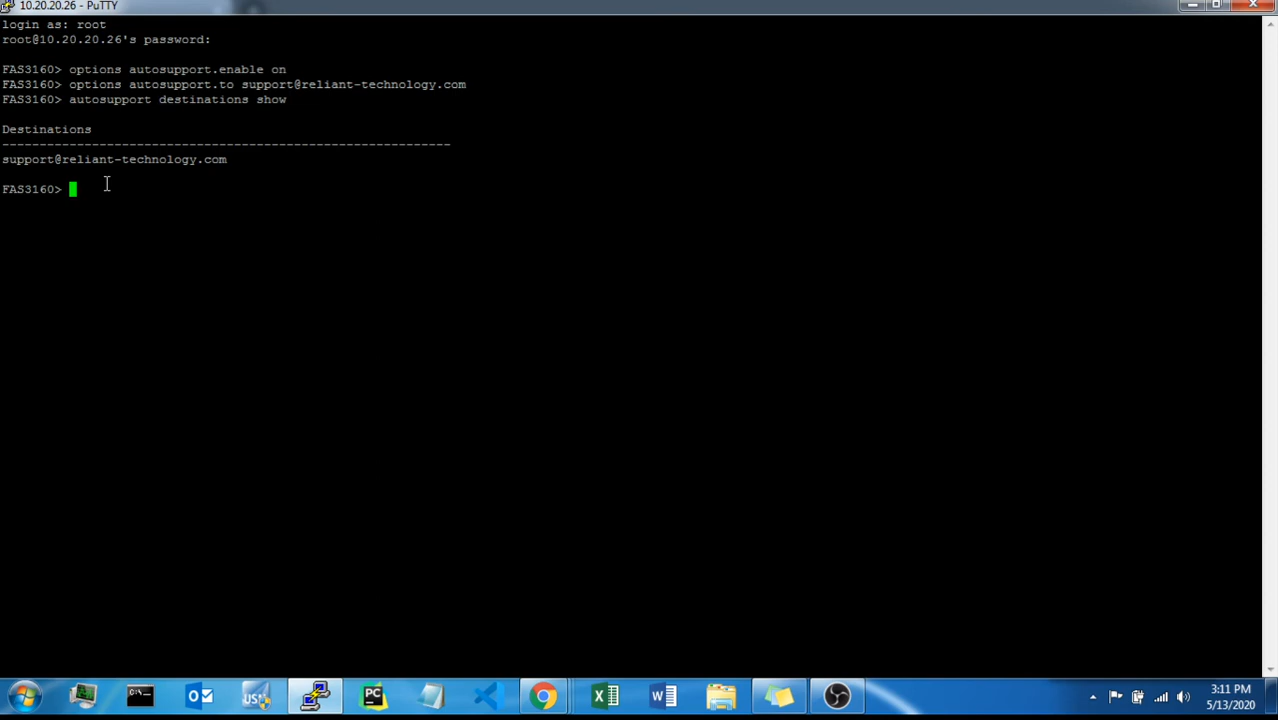 10.20.20.26 - PuTTY
login as: root
root@10.20.20.26's password:
FAS3160> options autosupport.enable on
FAS3160> options autosupport.to support@reliant-technology.com
FAS3160> autosupport destinations show
Destinations
------------------------------------------------------------
support@reliant-technology.com
FAS3160>
3:11 PM
5/13/2020